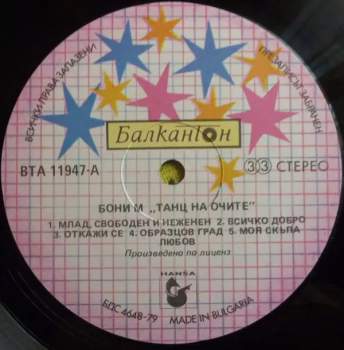 ВСИЧКИ ПРАВА ЗАПАЗЕНИ
ПРЕЗАПИСЪТ ЗАБРАНЕН
Балкантон
ВТА 11947-А
33 СТЕРЕО
БОНИ М „ТАНЦ НА ОЧИТЕ"
1. МЛАД, СВОБОДЕН И НЕЖЕНЕН 2. ВСИЧКО ДОБРО
3. ОТКАЖИ СЕ 4. ОБРАЗЦОВ ГРАД 5. МОЯ СКЪПА
ЛЮБОВ
Произведено по лиценз
HANSA
БДС 4648-79 MADE IN BULGARIA